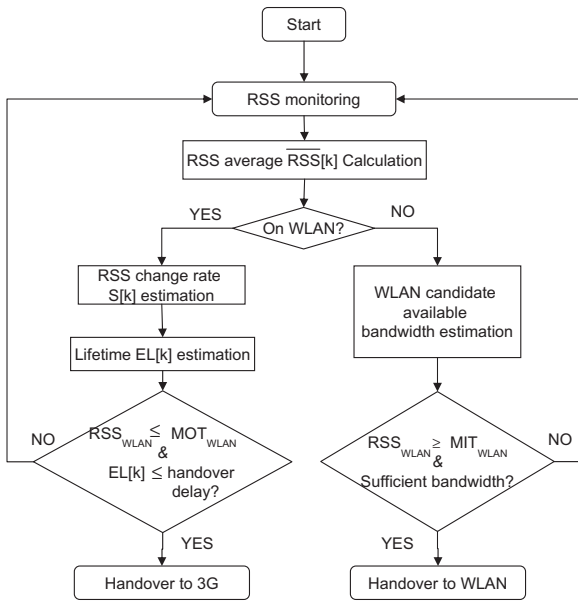 Start
RSS monitoring
RSS average R̅S̅S̅[k] Calculation
YES
NO
On WLAN?
RSS change rate
S[k] estimation
WLAN candidate
available
bandwidth estimation
Lifetime EL[k] estimation
NO
RSS_WLAN ≤ MOT_WLAN
&
EL[k] ≤ handover
delay?
RSS_WLAN ≥ MIT_WLAN
&
Sufficient bandwidth?
NO
YES
YES
Handover to 3G
Handover to WLAN